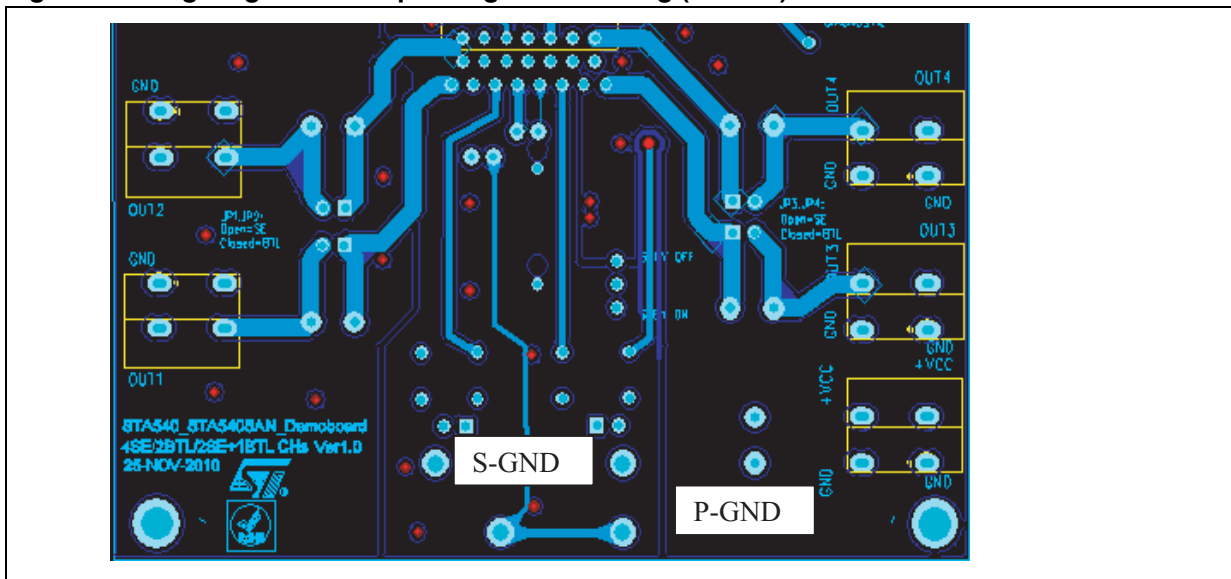 GND
OUT4
OUT4
GND
GND
OUT2
JP1,JP2:
Open=SE
Closed=BTL
JP3,JP4:
Open=SE
Closed=BTL
GND
OUT3
OUT3
OFF
ON
GND
GND
+VCC
+VCC
OUT1
STA540_STA540SAN_Demoboard
4SE/2BTL/2SE+1BTL CHs Ver1.0
25-NOV-2010
S-GND
GND
GND
P-GND